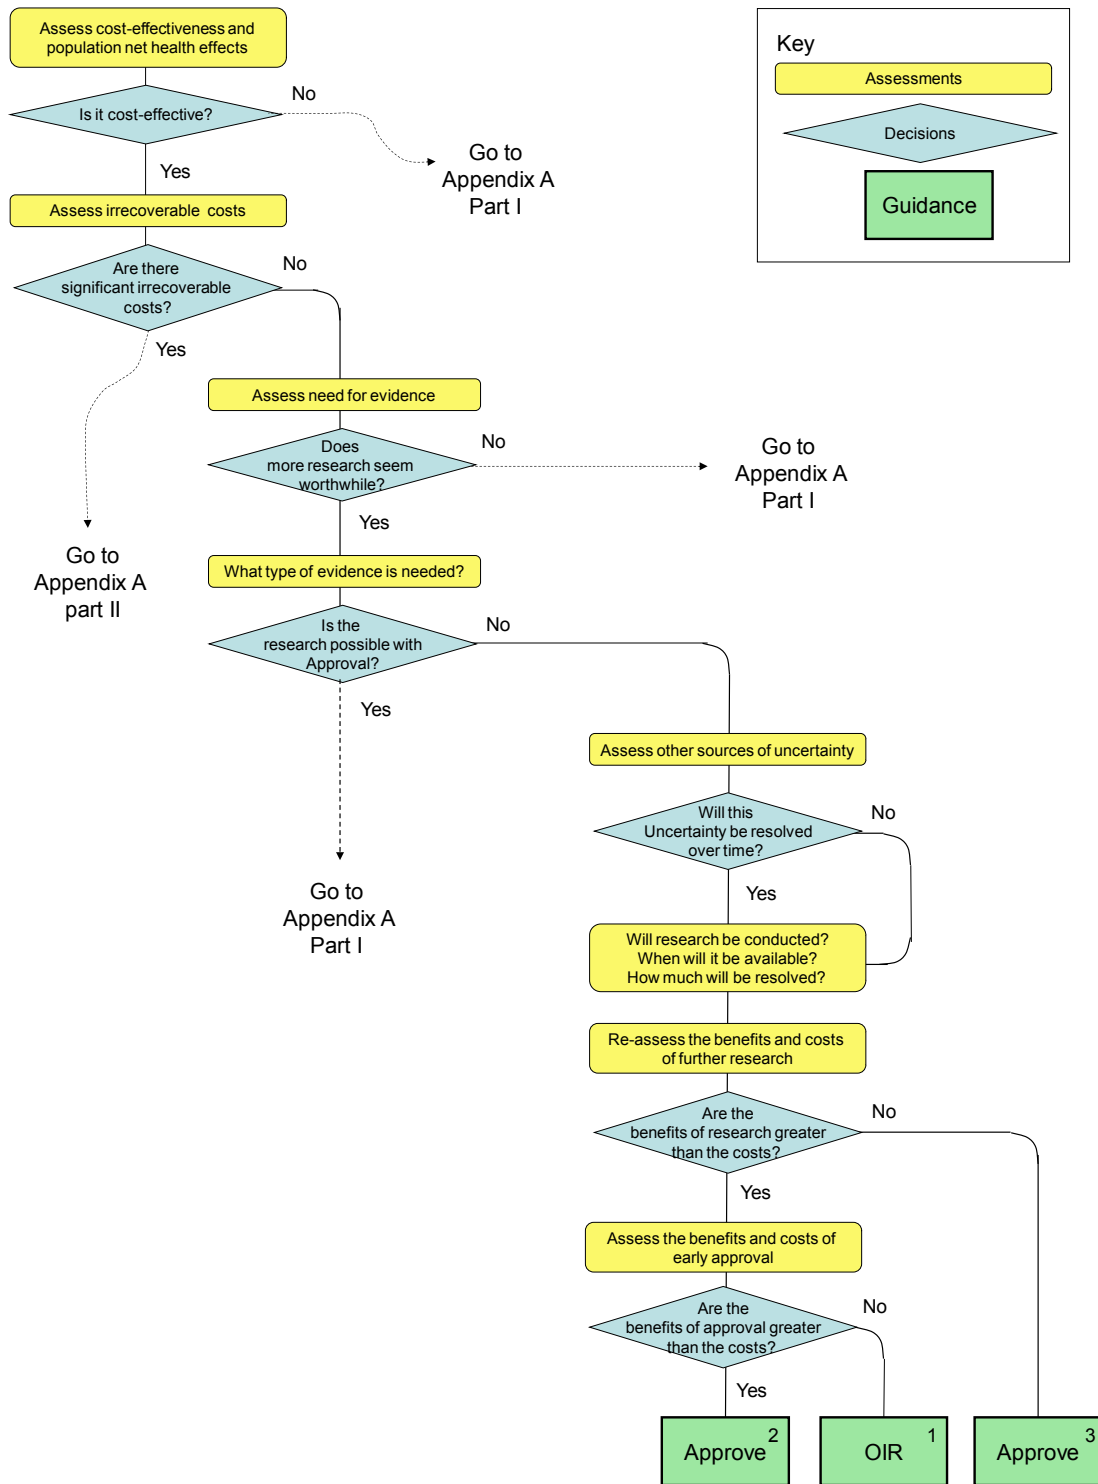 Assess cost-effectiveness and
population net health effects
Is it cost-effective?
No
Yes
Go to
Appendix A
Part I
Key
Assessments
Decisions
Guidance
Assess irrecoverable costs
Are there
significant irrecoverable
costs?
No
Yes
Go to
Appendix A
part II
Assess need for evidence
Does
more research seem
worthwhile?
No
Go to
Appendix A
Part I
Yes
What type of evidence is needed?
Is the
research possible with
Approval?
No
Yes
Go to
Appendix A
Part I
Assess other sources of uncertainty
Will this
Uncertainty be resolved
over time?
No
Yes
Will research be conducted?
When will it be available?
How much will be resolved?
Re-assess the benefits and costs
of further research
Are the
benefits of research greater
than the costs?
No
Yes
Assess the benefits and costs of
early approval
Are the
benefits of approval greater
than the costs?
No
Yes
Approve 2
OIR 1
Approve 3